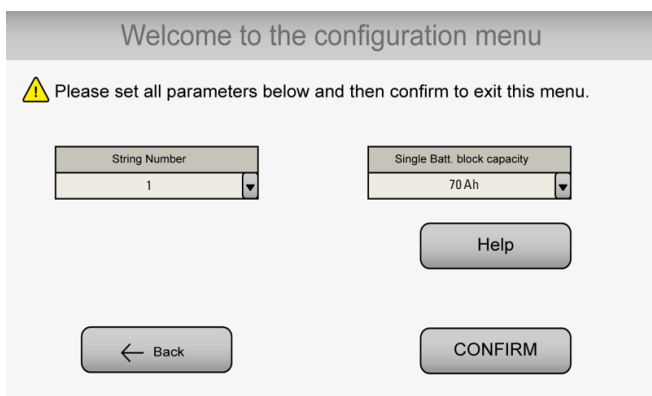 Welcome to the configuration menu
Please set all parameters below and then confirm to exit this menu.
String Number
1
Single Batt. block capacity
70 Ah
Help
Back
CONFIRM